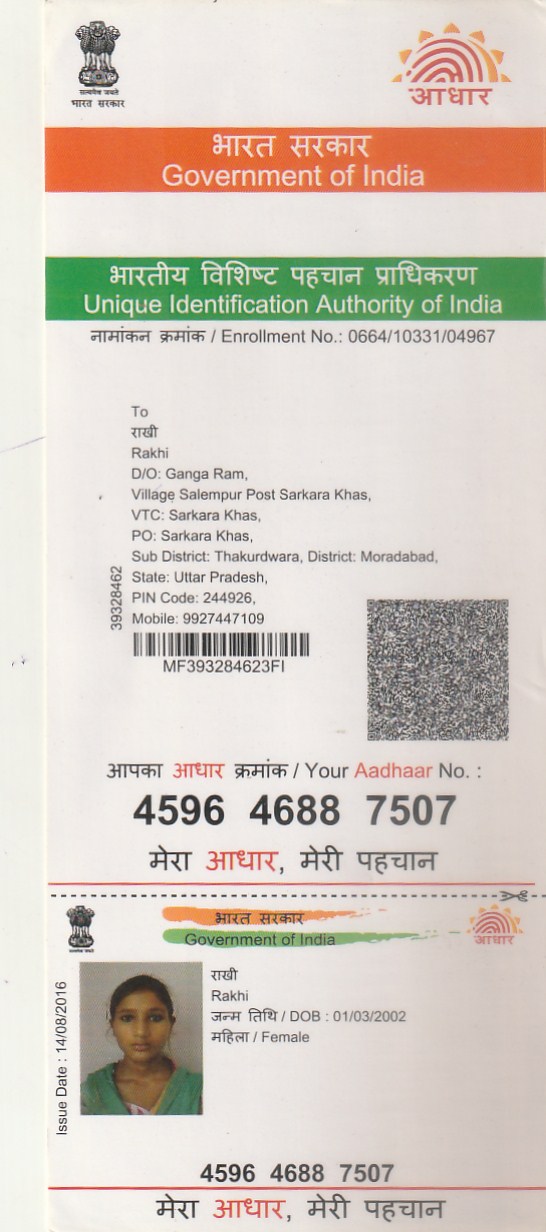 सत्यमेव जयते
भारत सरकार
आधार
भारत सरकार
Government of India
भारतीय विशिष्ट पहचान प्राधिकरण
Unique Identification Authority of India
नामांकन क्रमांक / Enrollment No.: 0664/10331/04967
To
राखी
Rakhi
D/O: Ganga Ram,
Village Salempur Post Sarkara Khas,
VTC: Sarkara Khas,
PO: Sarkara Khas,
Sub District: Thakurdwara, District: Moradabad,
State: Uttar Pradesh,
PIN Code: 244926,
Mobile: 9927447109
39328462
MF393284623FI
आपका आधार क्रमांक / Your Aadhaar No. :
4596 4688 7507
मेरा आधार, मेरी पहचान
भारत सरकार
Government of India
आधार
राखी
Rakhi
जन्म तिथि / DOB : 01/03/2002
महिला / Female
Issue Date : 14/08/2016
4596 4688 7507
मेरा आधार, मेरी पहचान